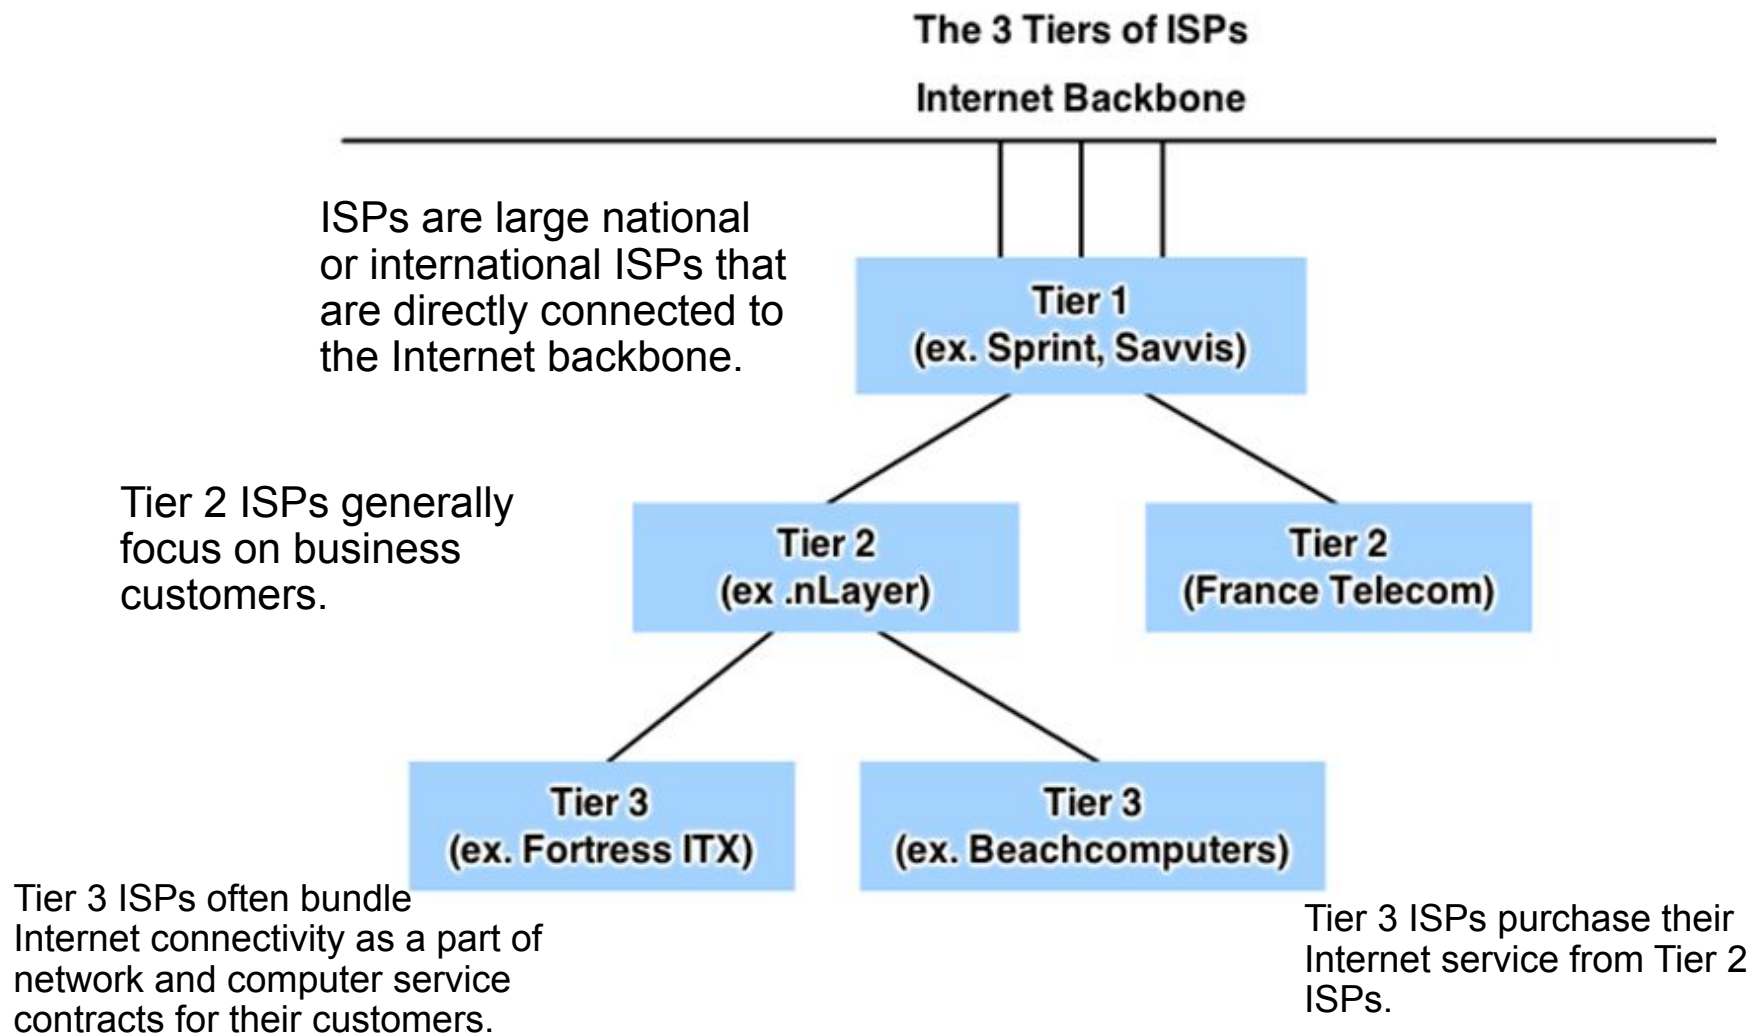 The 3 Tiers of ISPs
Internet Backbone
ISPs are large national
or international ISPs that
are directly connected to
the Internet backbone.
Tier 1
(ex. Sprint, Savvis)
Tier 2 ISPs generally
focus on business
customers.
Tier 2
(ex .nLayer)
Tier 2
(France Telecom)
Tier 3
(ex. Fortress ITX)
Tier 3
(ex. Beachcomputers)
Tier 3 ISPs often bundle
Internet connectivity as a part of
network and computer service
contracts for their customers.
Tier 3 ISPs purchase their
Internet service from Tier 2
ISPs.